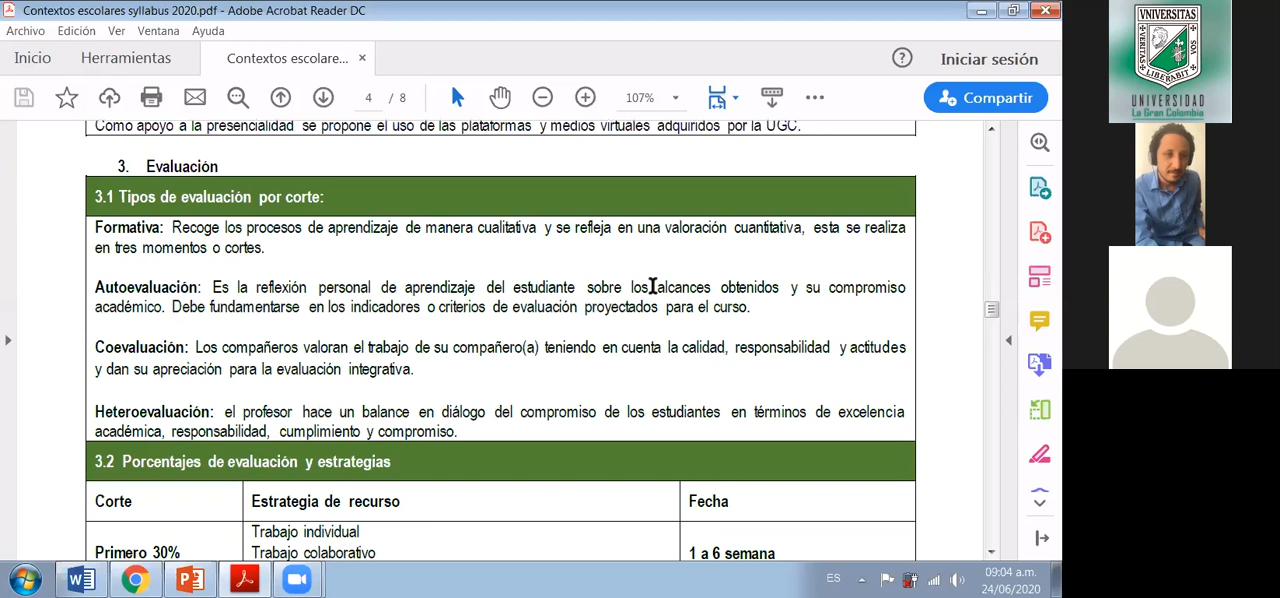 Contextos escolares syllabus 2020.pdf - Adobe Acrobat Reader DC
Archivo Edición Ver Ventana Ayuda
Inicio Herramientas Contextos escolare... × Iniciar sesión
4 / 8 107% Compartir
Como apoyo a la presencialidad se propone el uso de las plataformas y medios virtuales adquiridos por la UGC.
3. Evaluación
3.1 Tipos de evaluación por corte:
Formativa: Recoge los procesos de aprendizaje de manera cualitativa y se refleja en una valoración cuantitativa, esta se realiza
en tres momentos o cortes.
Autoevaluación: Es la reflexión personal de aprendizaje del estudiante sobre los alcances obtenidos y su compromiso
académico. Debe fundamentarse en los indicadores o criterios de evaluación proyectados para el curso.
Coevaluación: Los compañeros valoran el trabajo de su compañero(a) teniendo en cuenta la calidad, responsabilidad y actitudes
y dan su apreciación para la evaluación integrativa.
Heteroevaluación: el profesor hace un balance en diálogo del compromiso de los estudiantes en términos de excelencia
académica, responsabilidad, cumplimiento y compromiso.
3.2 Porcentajes de evaluación y estrategias
Corte Estrategia de recurso Fecha
Trabajo individual
Primero 30% Trabajo colaborativo 1 a 6 semana
ES 09:04 a.m.
24/06/2020
VNIVERSITAS
VERITAS VOS
LIBERABIT
UNIVERSIDAD
La Gran Colombia